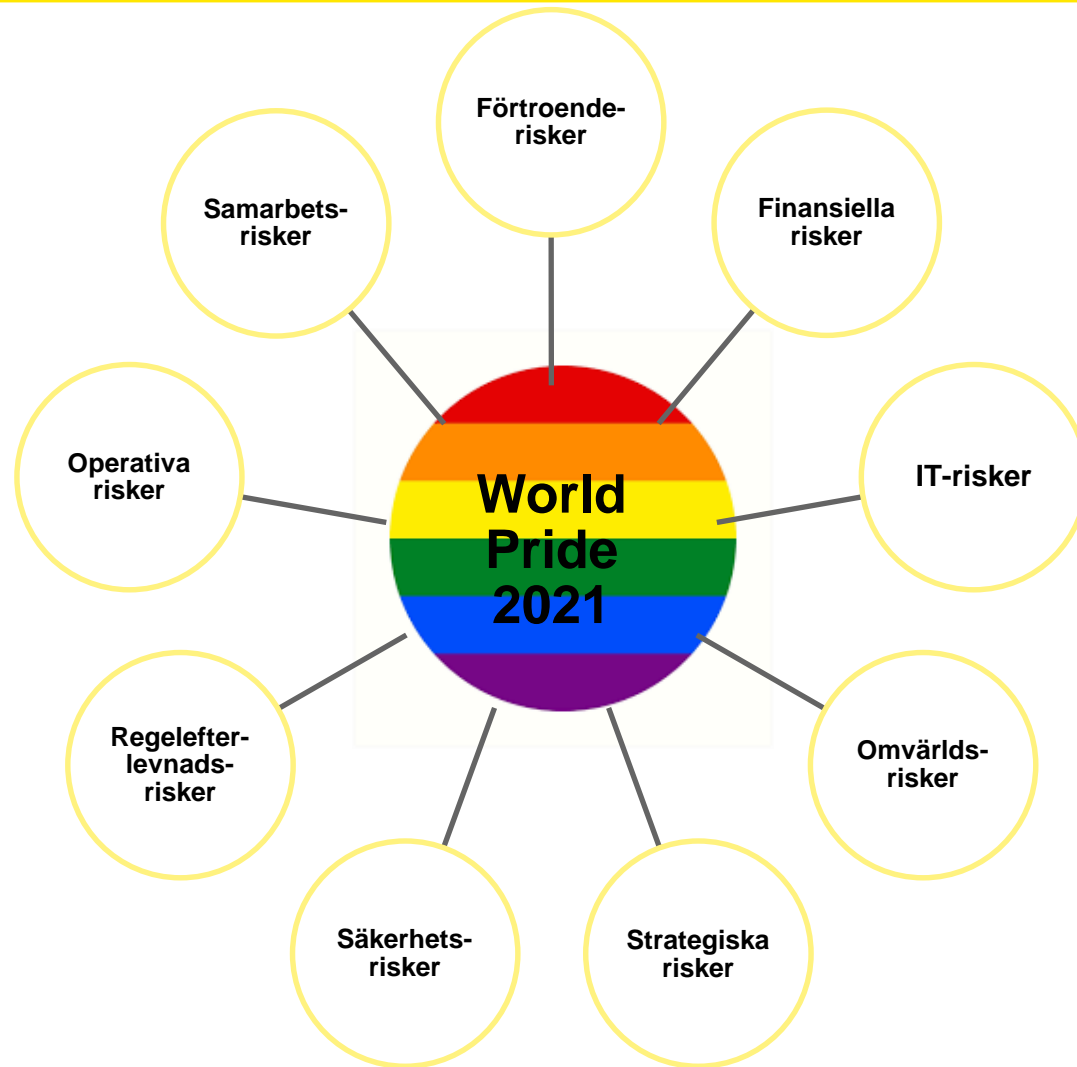 Förtroende-
risker
Finansiella
risker
IT-risker
Omvärlds-
risker
Strategiska
risker
Säkerhets-
risker
Regelefter-
levnads-
risker
Operativa
risker
Samarbets-
risker
World
Pride
2021